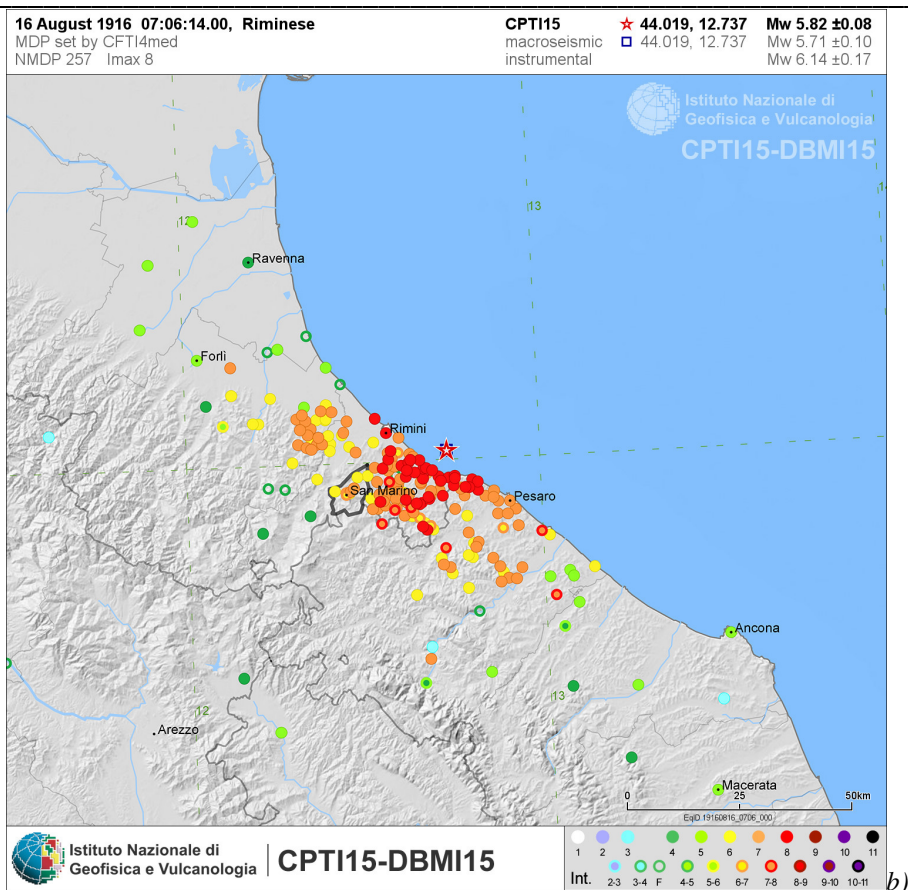 16 August 1916 07:06:14.00, Riminese
MDP set by CFTI4med
NMDP 257 Imax 8
CPTI15 44.019, 12.737 Mw 5.82 ±0.08
macroseismic 44.019, 12.737 Mw 5.71 ±0.10
instrumental Mw 6.14 ±0.17
Istituto Nazionale di
Geofisica e Vulcanologia
CPTI15-DBMI15
12
13
Ravenna
Forlì
Rimini
San Marino
Pesaro
Ancona
13
12
Arezzo
Macerata
0 25 50km
EqID 19160816_0706_000
Istituto Nazionale di
Geofisica e Vulcanologia
CPTI15-DBMI15
1 2 3 4 5 6 7 8 9 10 11
Int. 2-3 3-4 F 4-5 5-6 6-7 7-8 8-9 9-10 10-11
b)